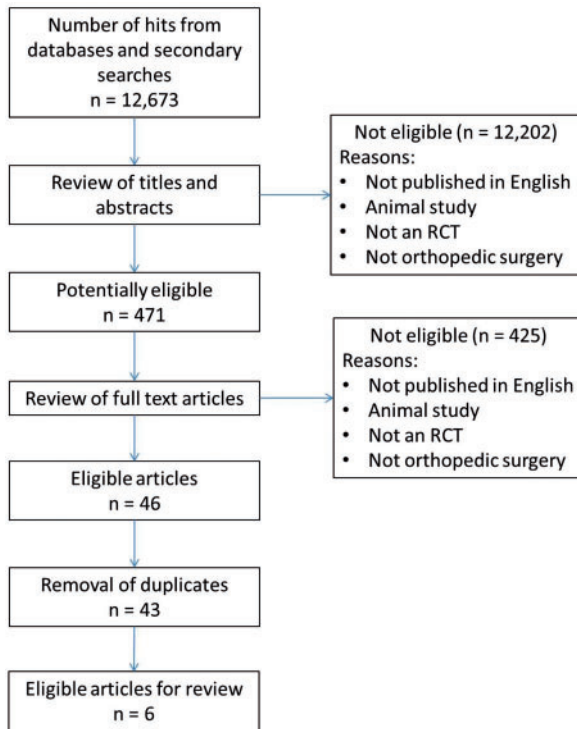 Number of hits from
databases and secondary
searches
n = 12,673
Not eligible (n = 12,202)
Reasons:
• Not published in English
• Animal study
• Not an RCT
• Not orthopedic surgery
Review of titles and
abstracts
Potentially eligible
n = 471
Not eligible (n = 425)
Reasons:
• Not published in English
• Animal study
• Not an RCT
• Not orthopedic surgery
Review of full text articles
Eligible articles
n = 46
Removal of duplicates
n = 43
Eligible articles for review
n = 6